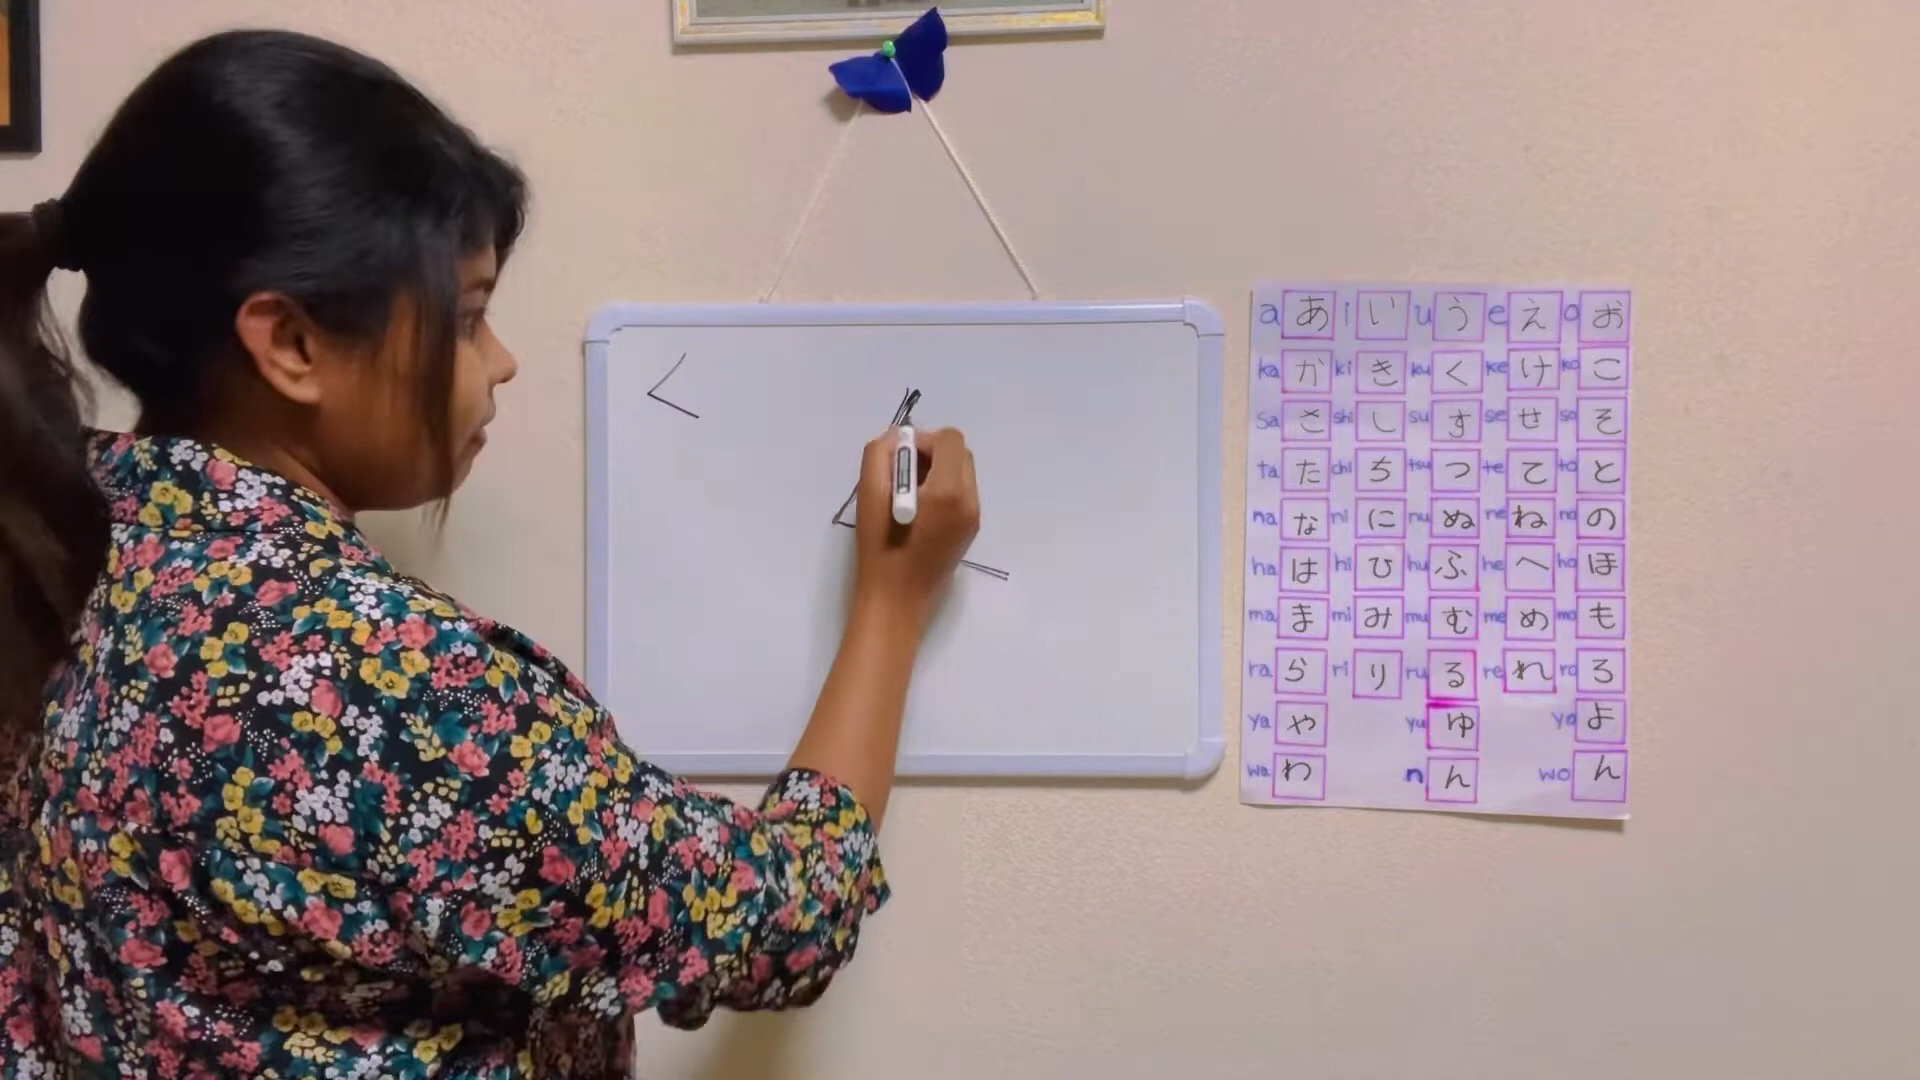 く
a あ i い u う e え o お
ka か ki き ku く ke け ko こ
sa さ shi し su す se せ so そ
ta た chi ち tsu つ te て to と
na な ni に nu ぬ ne ね no の
ha は hi ひ hu ふ he へ ho ほ
ma ま mi み mu む me め mo も
ra ら ri り ru る re れ ro ろ
ya や yu ゆ yo よ
wa わ n ん wo ん